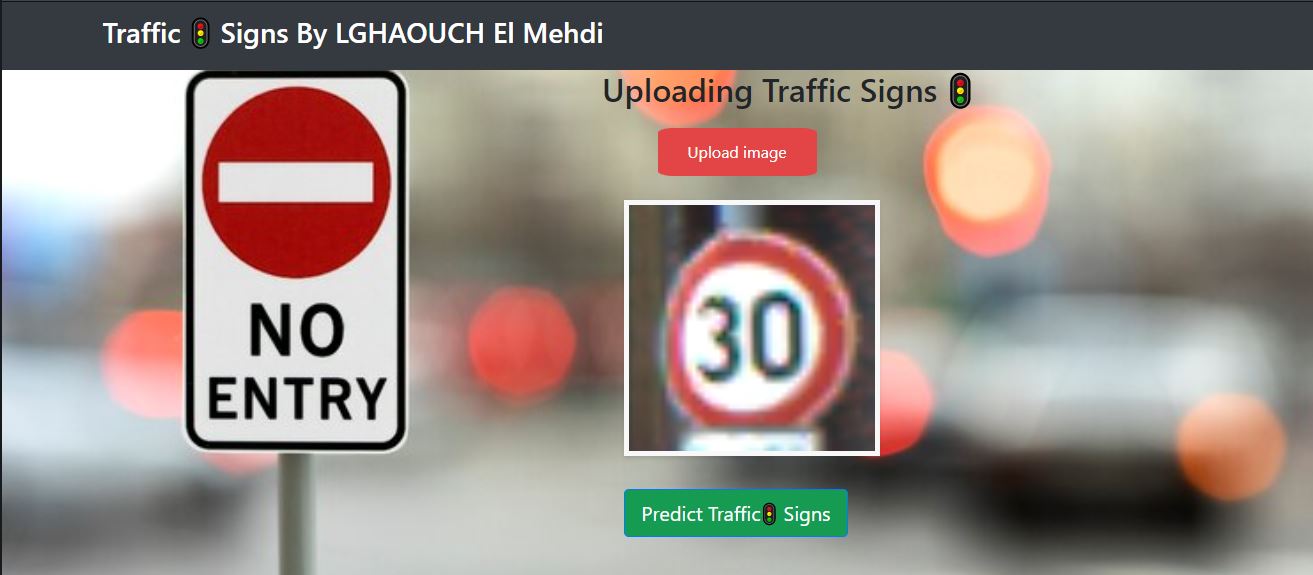 Traffic 🚦 Signs By LGHAOUCH El Mehdi
Uploading Traffic Signs 🚦
Upload image
NO
ENTRY
30
Predict Traffic🚦 Signs